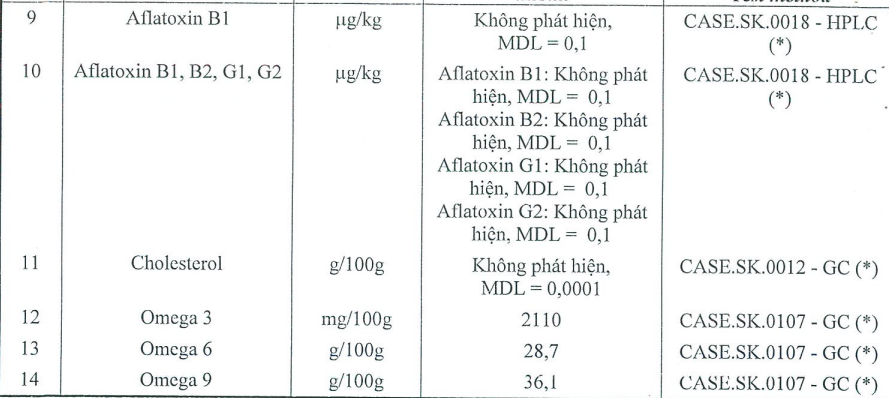 Test method
9 Aflatoxin B1 µg/kg Không phát hiện, CASE.SK.0018 - HPLC
MDL = 0,1 (*)
10 Aflatoxin B1, B2, G1, G2 µg/kg Aflatoxin B1: Không phát CASE.SK.0018 - HPLC
hiện, MDL = 0,1 (*)
Aflatoxin B2: Không phát
hiện, MDL = 0,1
Aflatoxin G1: Không phát
hiện, MDL = 0,1
Aflatoxin G2: Không phát
hiện, MDL = 0,1
11 Cholesterol g/100g Không phát hiện, CASE.SK.0012 - GC (*)
MDL = 0,0001
12 Omega 3 mg/100g 2110 CASE.SK.0107 - GC (*)
13 Omega 6 g/100g 28,7 CASE.SK.0107 - GC (*)
14 Omega 9 g/100g 36,1 CASE.SK.0107 - GC (*)